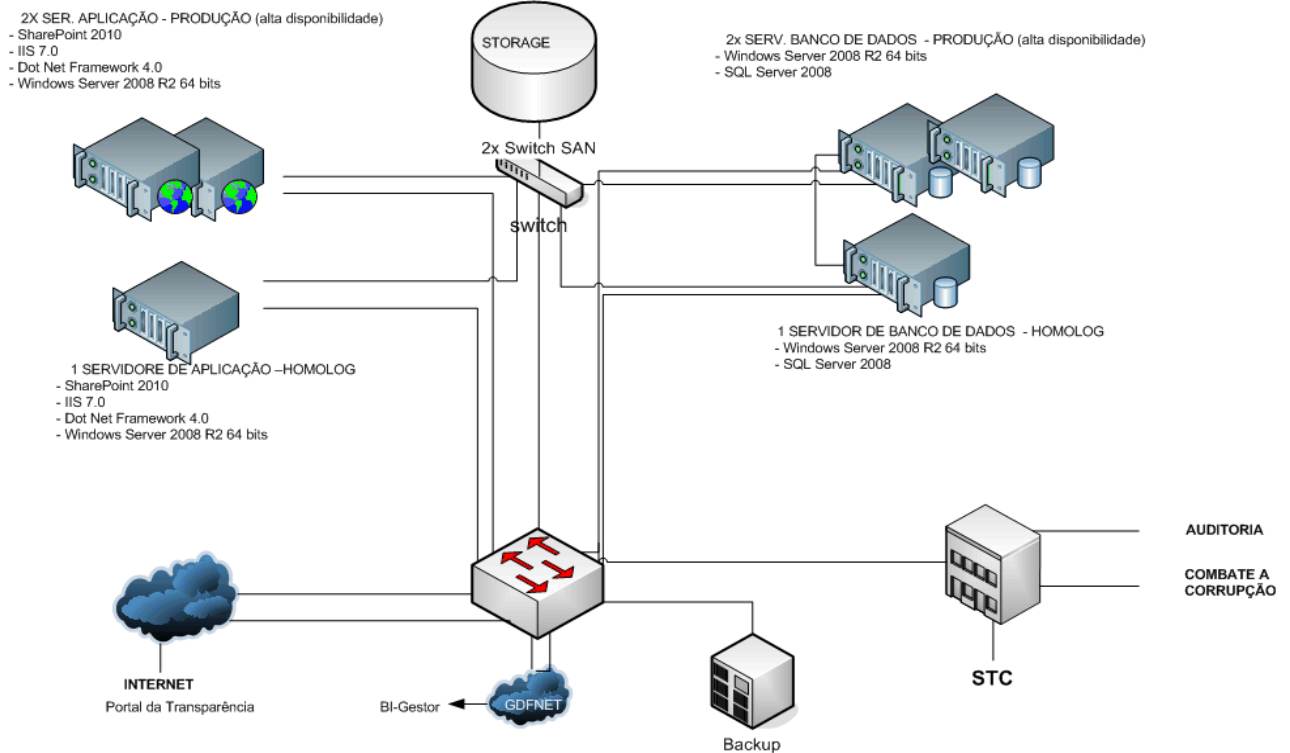 2X SER. APLICAÇÃO - PRODUÇÃO (alta disponibilidade)
- SharePoint 2010
- IIS 7.0
- Dot Net Framework 4.0
- Windows Server 2008 R2 64 bits
STORAGE
2x Switch SAN
switch
2x SERV. BANCO DE DADOS - PRODUÇÃO (alta disponibilidade)
- Windows Server 2008 R2 64 bits
- SQL Server 2008
1 SERVIDORE DE APLICAÇÃO –HOMOLOG
- SharePoint 2010
- IIS 7.0
- Dot Net Framework 4.0
- Windows Server 2008 R2 64 bits
1 SERVIDOR DE BANCO DE DADOS - HOMOLOG
- Windows Server 2008 R2 64 bits
- SQL Server 2008
AUDITORIA
COMBATE A
CORRUPÇÃO
STC
INTERNET
Portal da Transparência
BI-Gestor
GDFNET
Backup